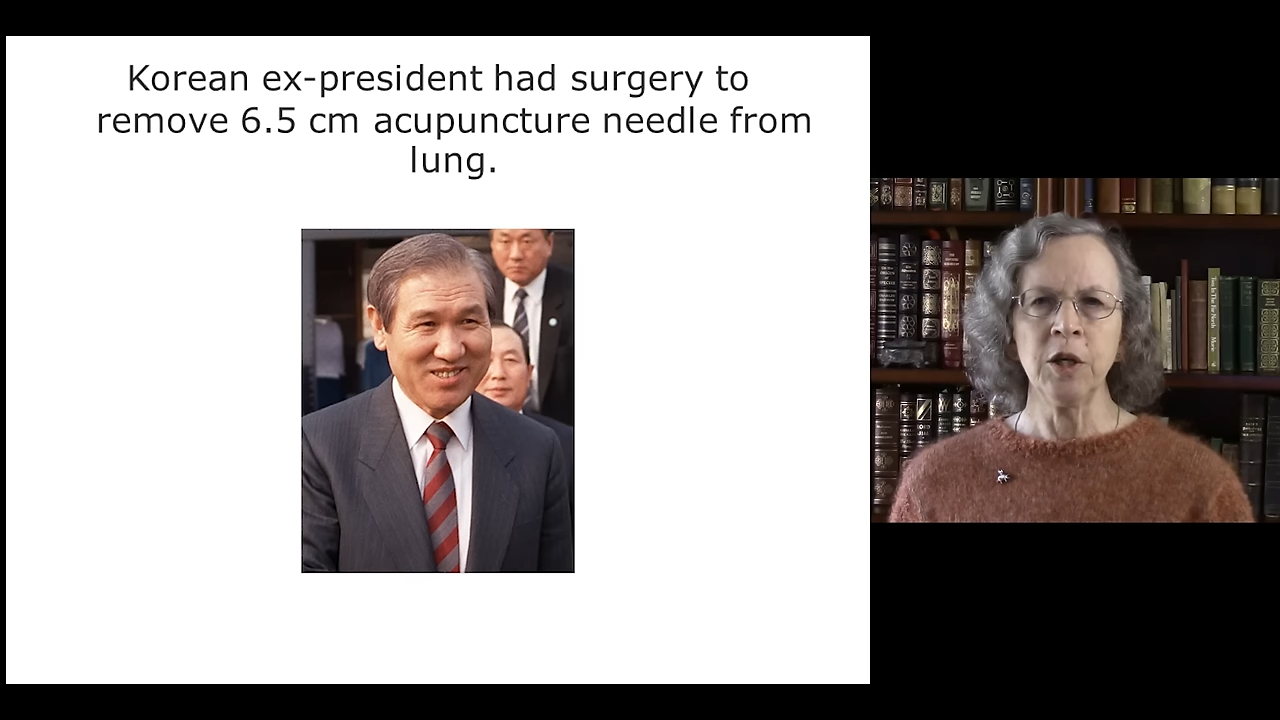 Korean ex-president had surgery to
remove 6.5 cm acupuncture needle from
lung.